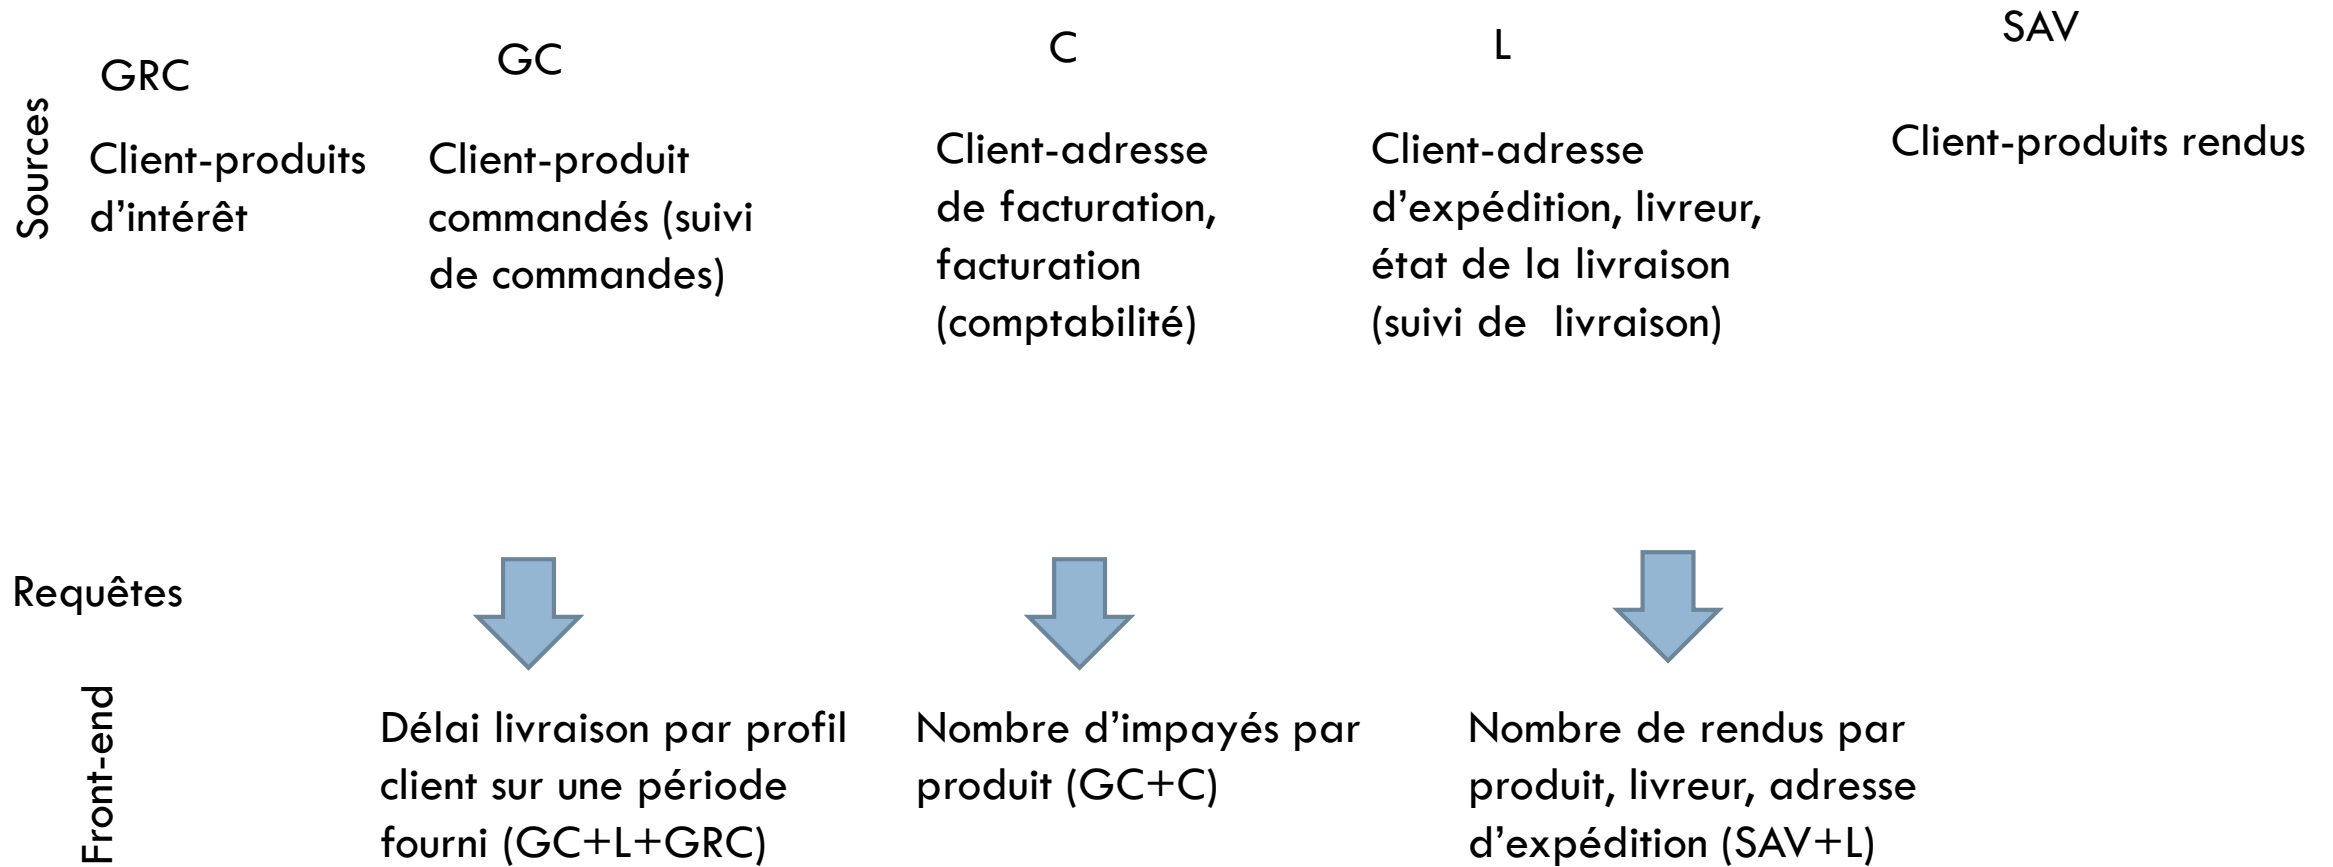 Sources
GRC
Client-produits
d’intérêt
GC
Client-produit
commandés (suivi
de commandes)
C
Client-adresse
de facturation,
facturation
(comptabilité)
L
Client-adresse
d’expédition, livreur,
état de la livraison
(suivi de  livraison)
SAV
Client-produits rendus
Requêtes
Front-end
Délai livraison par profil
client sur une période
fourni (GC+L+GRC)
Nombre d’impayés par
produit (GC+C)
Nombre de rendus par
produit, livreur, adresse
d’expédition (SAV+L)